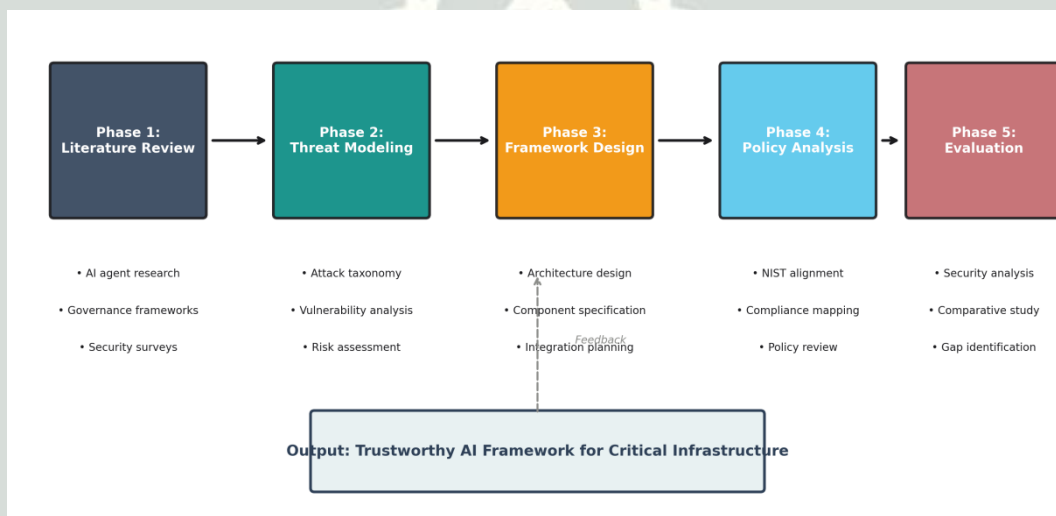 Phase 1:
Literature Review
Phase 2:
Threat Modeling
Phase 3:
Framework Design
Phase 4:
Policy Analysis
Phase 5:
Evaluation
• AI agent research
• Governance frameworks
• Security surveys
• Attack taxonomy
• Vulnerability analysis
• Risk assessment
• Architecture design
• Component specification
• Integration planning
• NIST alignment
• Compliance mapping
• Policy review
• Security analysis
• Comparative study
• Gap identification
Feedback
Output: Trustworthy AI Framework for Critical Infrastructure